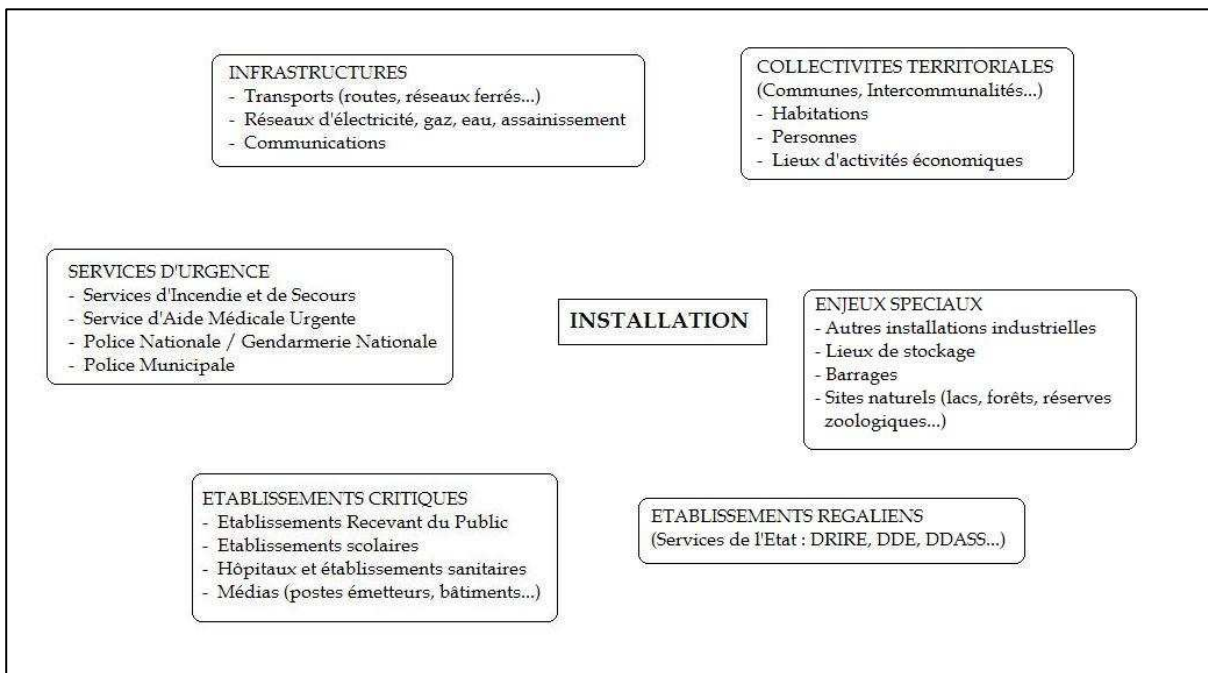 INFRASTRUCTURES
- Transports (routes, réseaux ferrés...)
- Réseaux d'électricité, gaz, eau, assainissement
- Communications
COLLECTIVITES TERRITORIALES
(Communes, Intercommunalités...)
- Habitations
- Personnes
- Lieux d'activités économiques
SERVICES D'URGENCE
- Services d'Incendie et de Secours
- Service d'Aide Médicale Urgente
- Police Nationale / Gendarmerie Nationale
- Police Municipale
INSTALLATION
ENJEUX SPECIAUX
- Autres installations industrielles
- Lieux de stockage
- Barrages
- Sites naturels (lacs, forêts, réserves
zoologiques...)
ETABLISSEMENTS CRITIQUES
- Etablissements Recevant du Public
- Etablissements scolaires
- Hôpitaux et établissements sanitaires
- Médias (postes émetteurs, bâtiments...)
ETABLISSEMENTS REGALIENS
(Services de l'Etat : DRIRE, DDE, DDASS...)